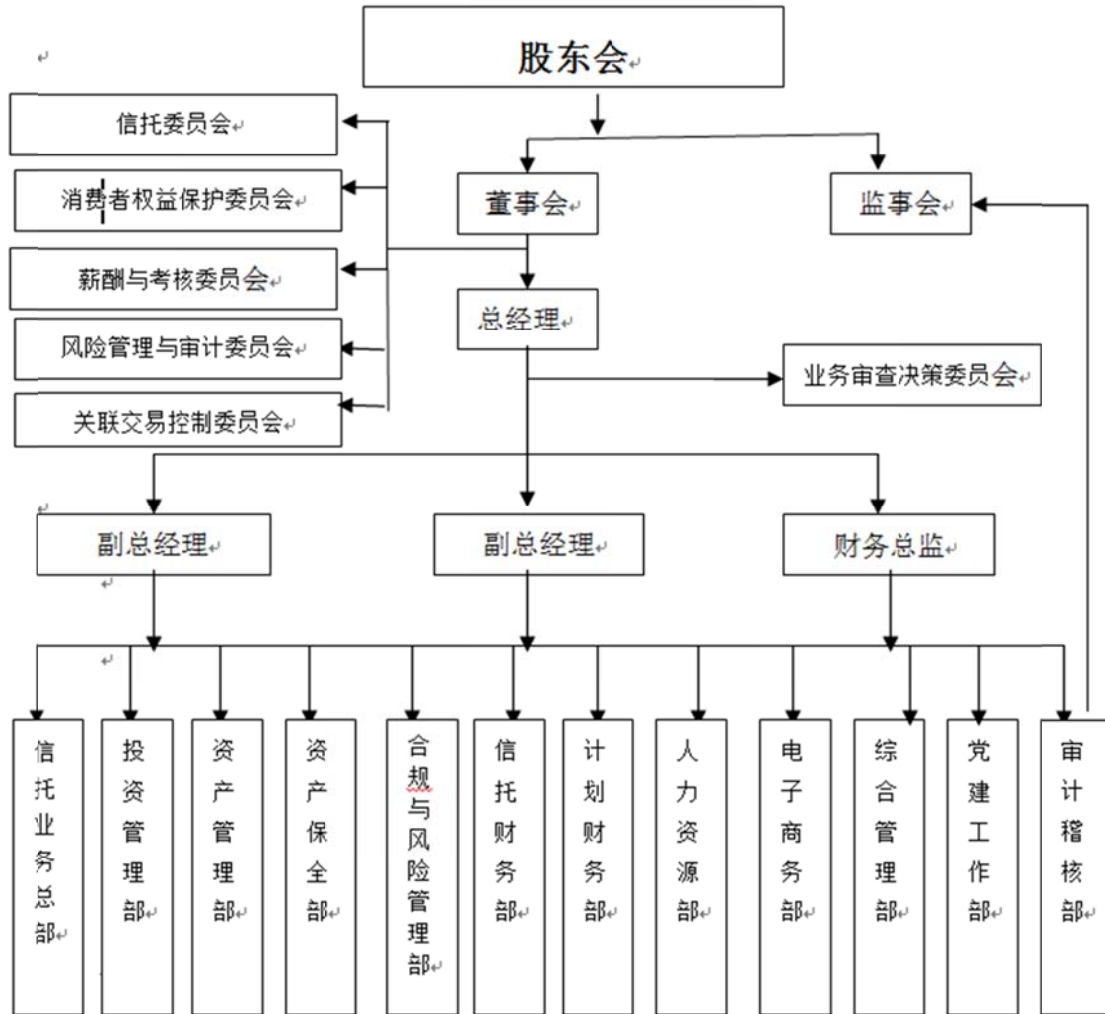 股东会
信托委员会
消费者权益保护委员会
董事会
监事会
薪酬与考核委员会
总经理
风险管理与审计委员会
业务审查决策委员会
关联交易控制委员会
副总经理
副总经理
财务总监
信托业务总部
投资管理部
资产管理部
资产保全部
合规与风险管理部
信托财务部
计划财务部
人力资源部
电子商务部
综合管理部
党建工作部
审计稽核部